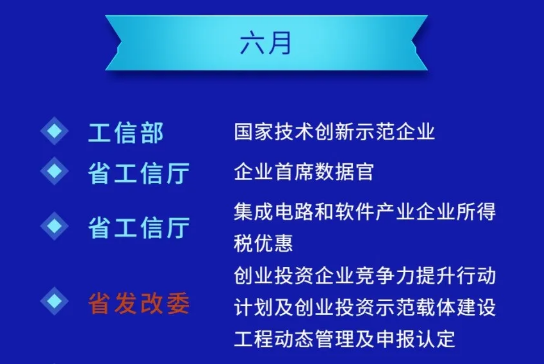 六月
工信部 国家技术创新示范企业
省工信厅 企业首席数据官
省工信厅 集成电路和软件产业企业所得
税优惠
省发改委 创业投资企业竞争力提升行动
计划及创业投资示范载体建设
工程动态管理及申报认定